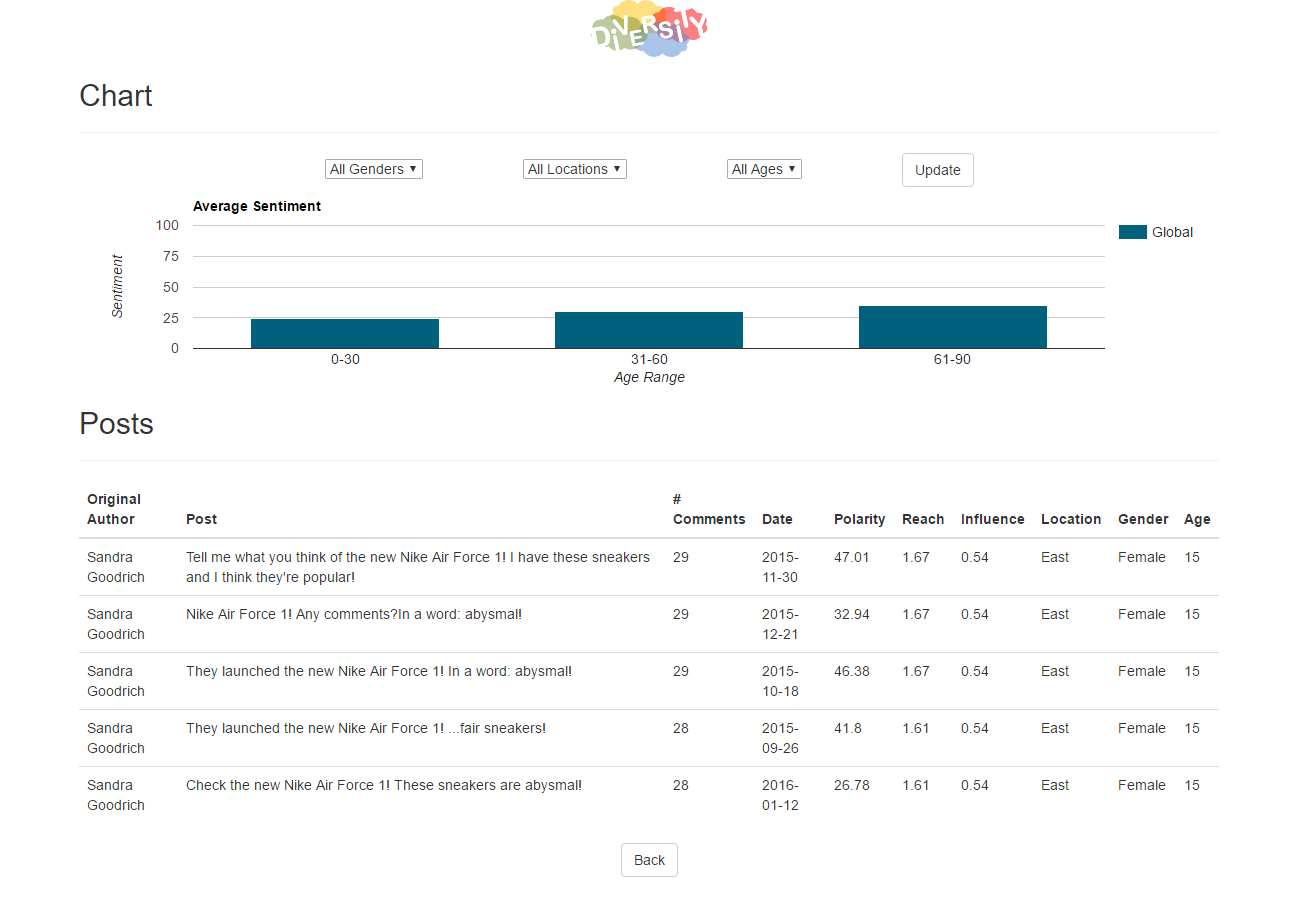 DiVERSiTY
Chart
All Genders ▼ All Locations ▼ All Ages ▼ Update
Average Sentiment
100
75
50
25
0
Sentiment
Global
0-30 31-60 61-90
Age Range
Posts
Original Author Post # Comments Date Polarity Reach Influence Location Gender Age
Sandra Goodrich Tell me what you think of the new Nike Air Force 1! I have these sneakers and I think they're popular! 29 2015-11-30 47.01 1.67 0.54 East Female 15
Sandra Goodrich Nike Air Force 1! Any comments?In a word: abysmal! 29 2015-12-21 32.94 1.67 0.54 East Female 15
Sandra Goodrich They launched the new Nike Air Force 1! In a word: abysmal! 29 2015-10-18 46.38 1.67 0.54 East Female 15
Sandra Goodrich They launched the new Nike Air Force 1! ...fair sneakers! 28 2015-09-26 41.8 1.61 0.54 East Female 15
Sandra Goodrich Check the new Nike Air Force 1! These sneakers are abysmal! 28 2016-01-12 26.78 1.61 0.54 East Female 15
Back